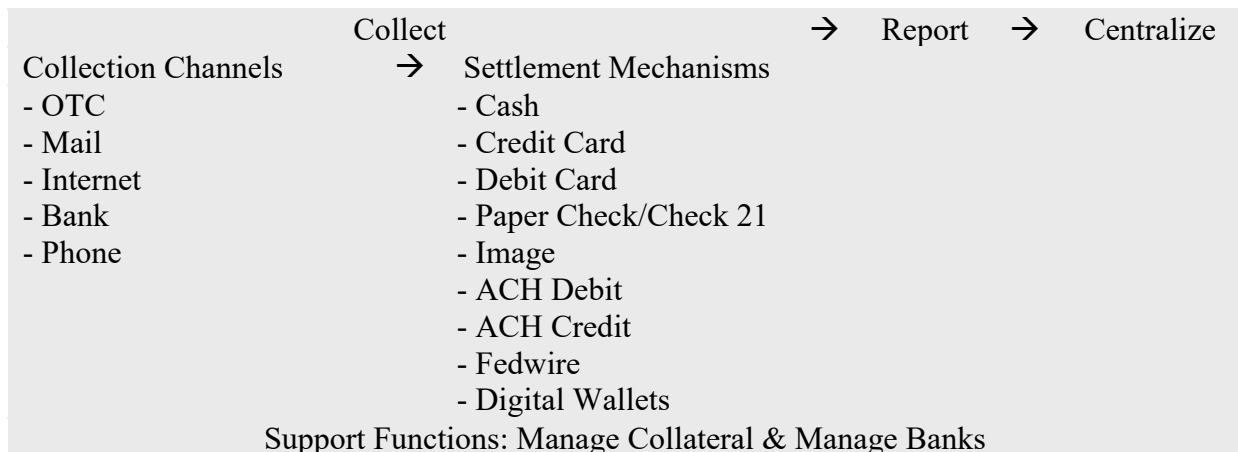 Collect → Report → Centralize
Collection Channels → Settlement Mechanisms
- OTC - Cash
- Mail - Credit Card
- Internet - Debit Card
- Bank - Paper Check/Check 21
- Phone - Image
- ACH Debit
- ACH Credit
- Fedwire
- Digital Wallets
Support Functions: Manage Collateral & Manage Banks